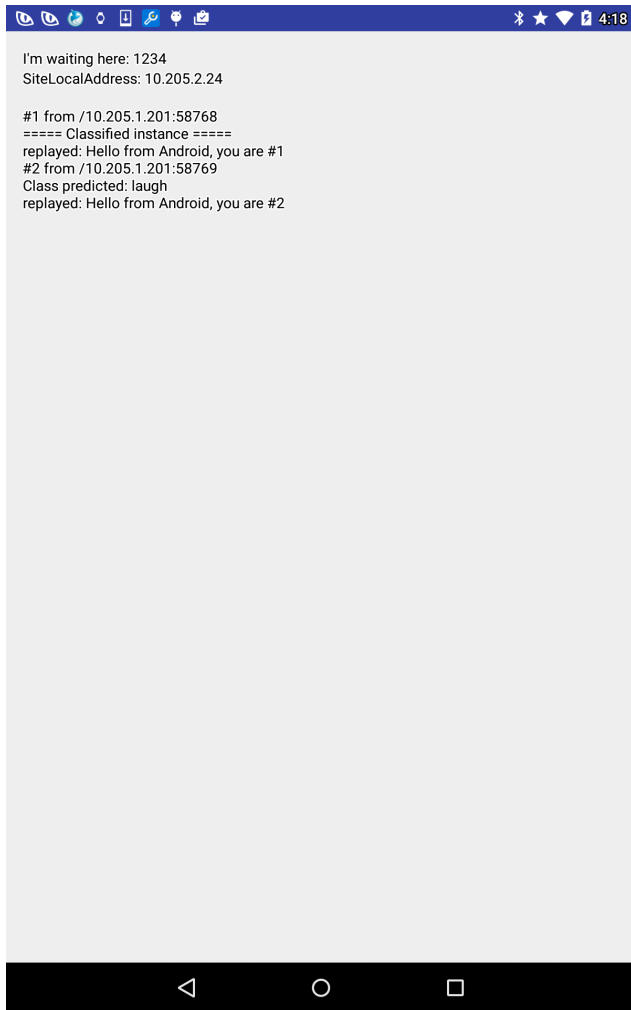 4:18
I'm waiting here: 1234
SiteLocalAddress: 10.205.2.24
#1 from /10.205.1.201:58768
===== Classified instance =====
replayed: Hello from Android, you are #1
#2 from /10.205.1.201:58769
Class predicted: laugh
replayed: Hello from Android, you are #2